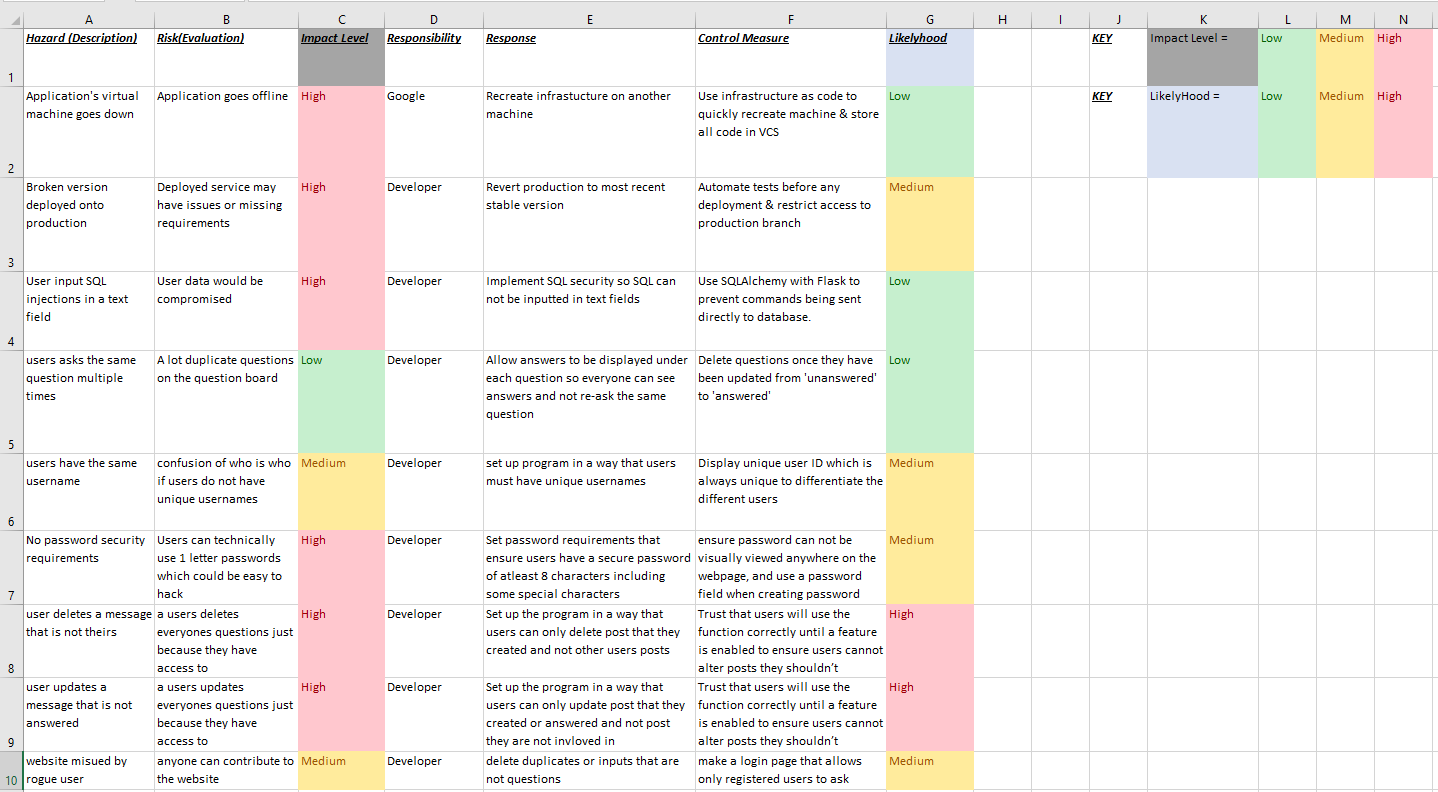 A B C D E F G H I J K L M N
Hazard (Description) Risk(Evaluation) Impact Level Responsibility Response Control Measure Likelyhood KEY Impact Level = Low Medium High
1
Application's virtual Application goes offline High Google Recreate infrastucture on another Use infrastructure as code to Low KEY LikelyHood = Low Medium High
machine goes down machine quickly recreate machine & store
all code in VCS
2
Broken version Deployed service may High Developer Revert production to most recent Automate tests before any Medium
deployed onto have issues or missing stable version deployment & restrict access to
production requirements production branch
3
User input SQL User data would be High Developer Implement SQL security so SQL can Use SQLAlchemy with Flask to Low
injections in a text compromised not be inputted in text fields prevent commands being sent
field directly to database.
4
users asks the same A lot duplicate questions Low Developer Allow answers to be displayed under Delete questions once they have Low
question multiple on the question board each question so everyone can see been updated from 'unanswered'
times answers and not re-ask the same to 'answered'
question
5
users have the same confusion of who is who Medium Developer set up program in a way that users Display unique user ID which is Medium
username if users do not have must have unique usernames always unique to differentiate the
unique usernames different users
6
No password security Users can technically High Developer Set password requirements that ensure password can not be Medium
requirements use 1 letter passwords ensure users have a secure password visually viewed anywhere on the
which could be easy to of atleast 8 characters including webpage, and use a password
7 hack some special characters field when creating password
user deletes a message a users deletes High Developer Set up the program in a way that Trust that users will use the High
that is not theirs everyones questions just users can only delete post that they function correctly until a feature
because they have created and not other users posts is enabled to ensure users cannot
8 access to alter posts they shouldn't
user updates a a users updates High Developer Set up the program in a way that Trust that users will use the High
message that is not everyones questions just users can only update post that they function correctly until a feature
answered because they have created or answered and not post is enabled to ensure users cannot
9 access to they are not invloved in alter posts they shouldn't
website misued by anyone can contribute to Medium Developer delete duplicates or inputs that are make a login page that allows Medium
10 rogue user the website not questions only registered users to ask